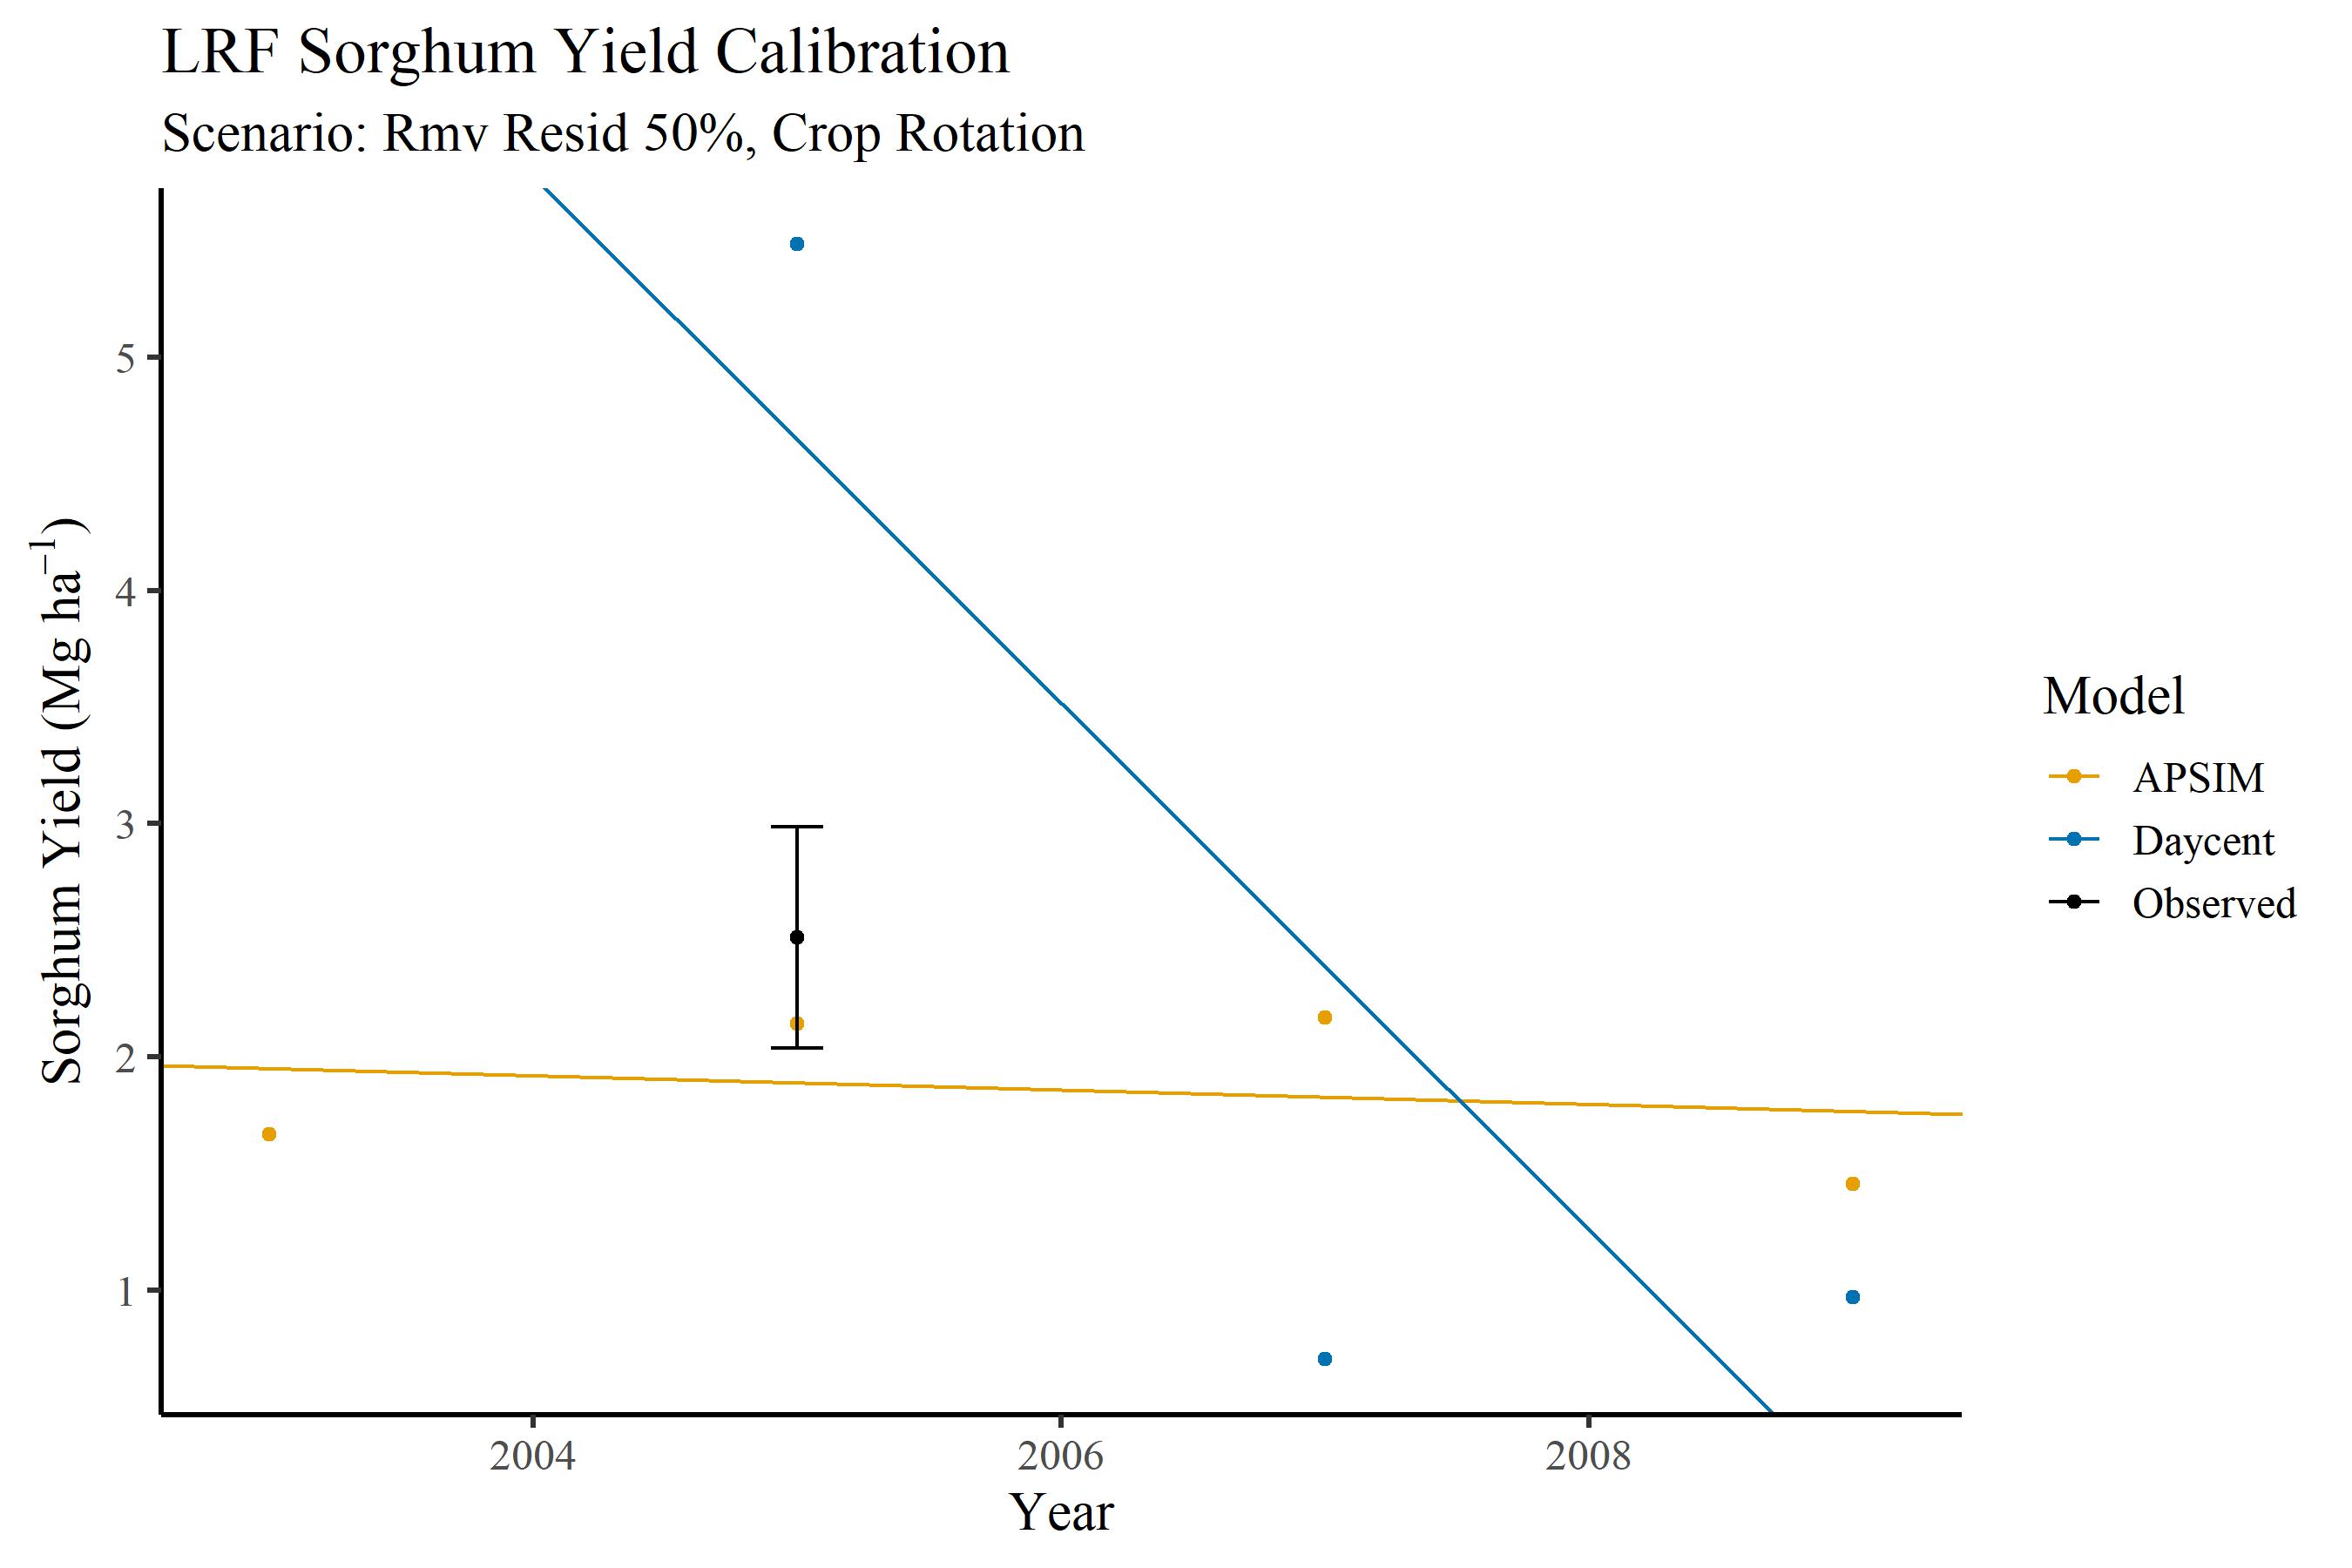 LRF Sorghum Yield Calibration
Scenario: Rmv Resid 50%, Crop Rotation
Sorghum Yield (Mg ha⁻¹)
5
4
3
2
1
2004
2006
2008
Year
Model
APSIM
Daycent
Observed